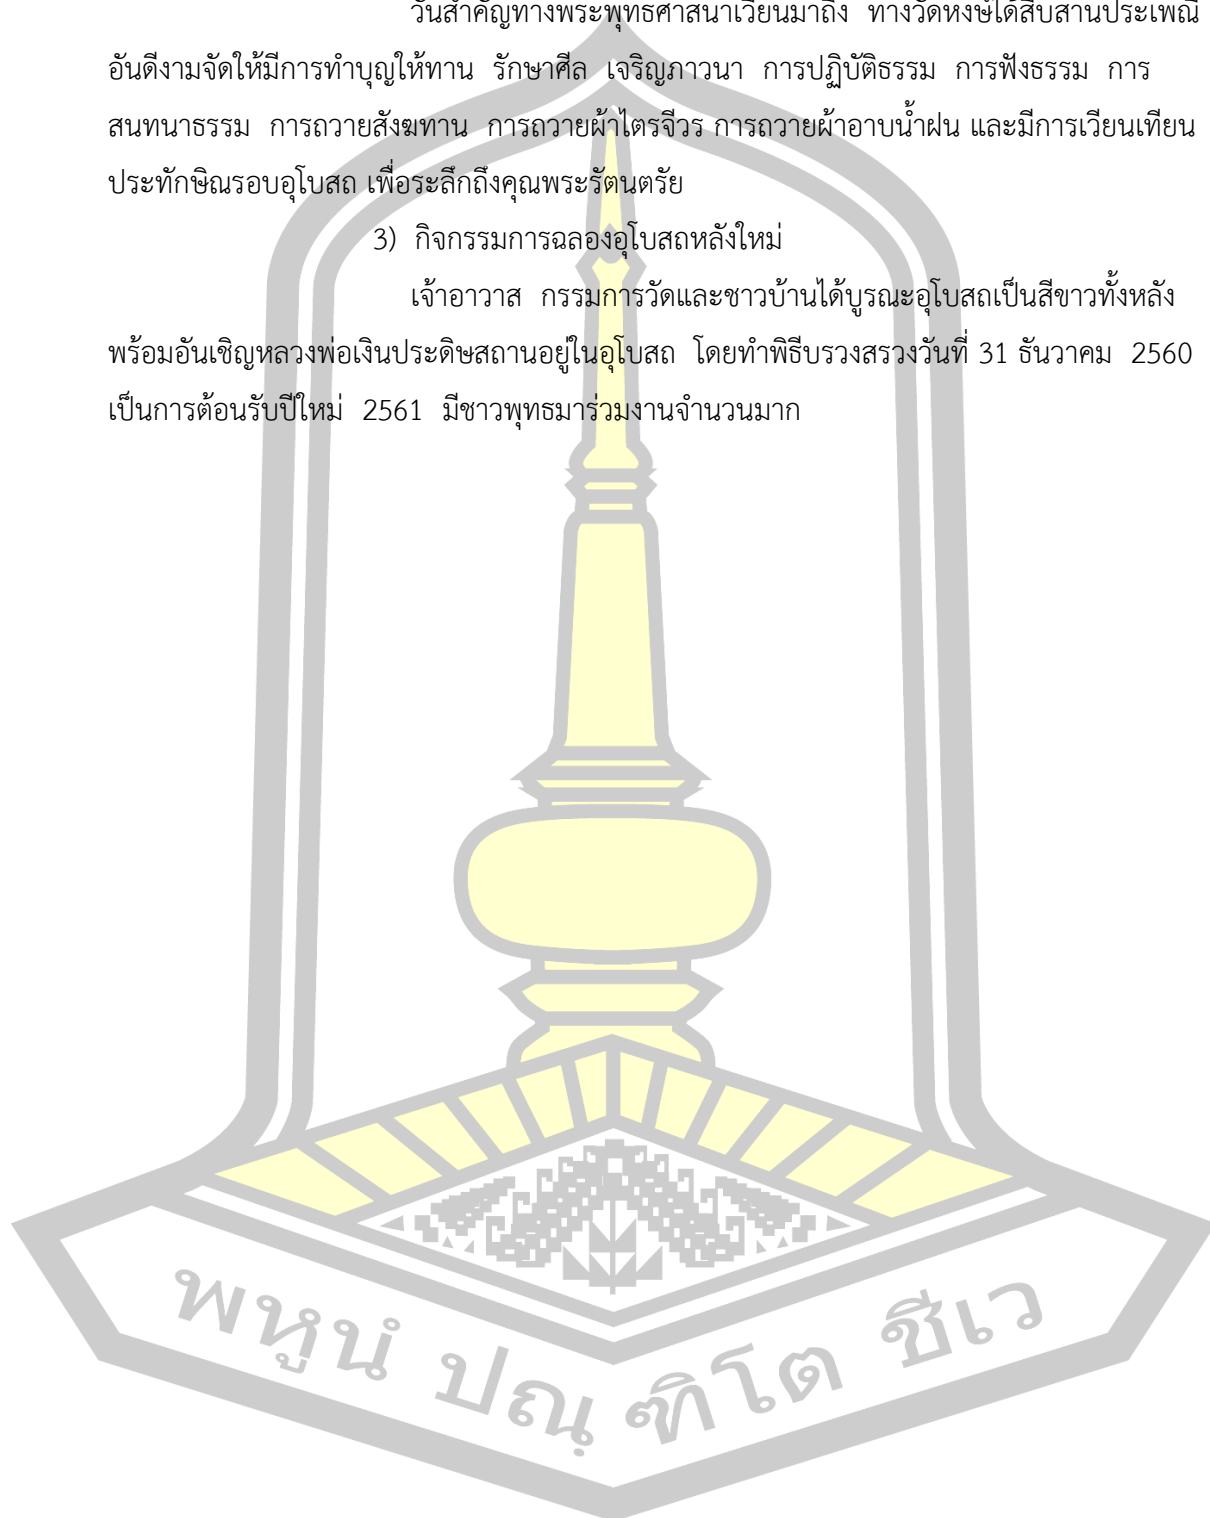 วันสำคัญทางพระพุทธศาสนาเวียนมาถึง ทางวัดหงษ์ได้สืบสานประเพณี
อันดีงามจัดให้มีการทำบุญให้ทาน รักษาศีล เจริญภาวนา การปฏิบัติธรรม การฟังธรรม การ
สนทนาธรรม การถวายสังฆทาน การถวายผ้าไตรจีวร การถวายผ้าอาบน้ำฝน และมีการเวียนเทียน
ประทักษิณรอบอุโบสถ เพื่อระลึกถึงคุณพระรัตนตรัย
3) กิจกรรมการฉลองอุโบสถหลังใหม่
เจ้าอาวาส กรรมการวัดและชาวบ้านได้บูรณะอุโบสถเป็นสีขาวทั้งหลัง
พร้อมอันเชิญหลวงพ่อเงินประดิษสถานอยู่ในอุโบสถ โดยทำพิธีบรวงสรวงวันที่ 31 ธันวาคม 2560
เป็นการต้อนรับปีใหม่ 2561 มีชาวพุทธมาร่วมงานจำนวนมาก
พหูนํ ปณฺฑิโต ชีเว